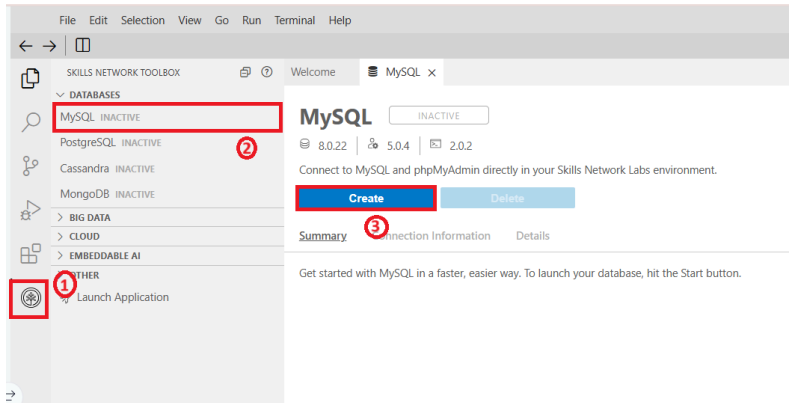 File Edit Selection View Go Run Terminal Help
SKILLS NETWORK TOOLBOX
Welcome MySQL
DATABASES
MySQL INACTIVE
MySQL INACTIVE
PostgreSQL INACTIVE
2
8.0.22 5.0.4 2.0.2
Cassandra INACTIVE
Connect to MySQL and phpMyAdmin directly in your Skills Network Labs environment.
MongoDB INACTIVE
Create Delete
BIG DATA
3
CLOUD
Summary onnection Information Details
EMBEDDABLE AI
OTHER
Get started with MySQL in a faster, easier way. To launch your database, hit the Start button.
1
Launch Application